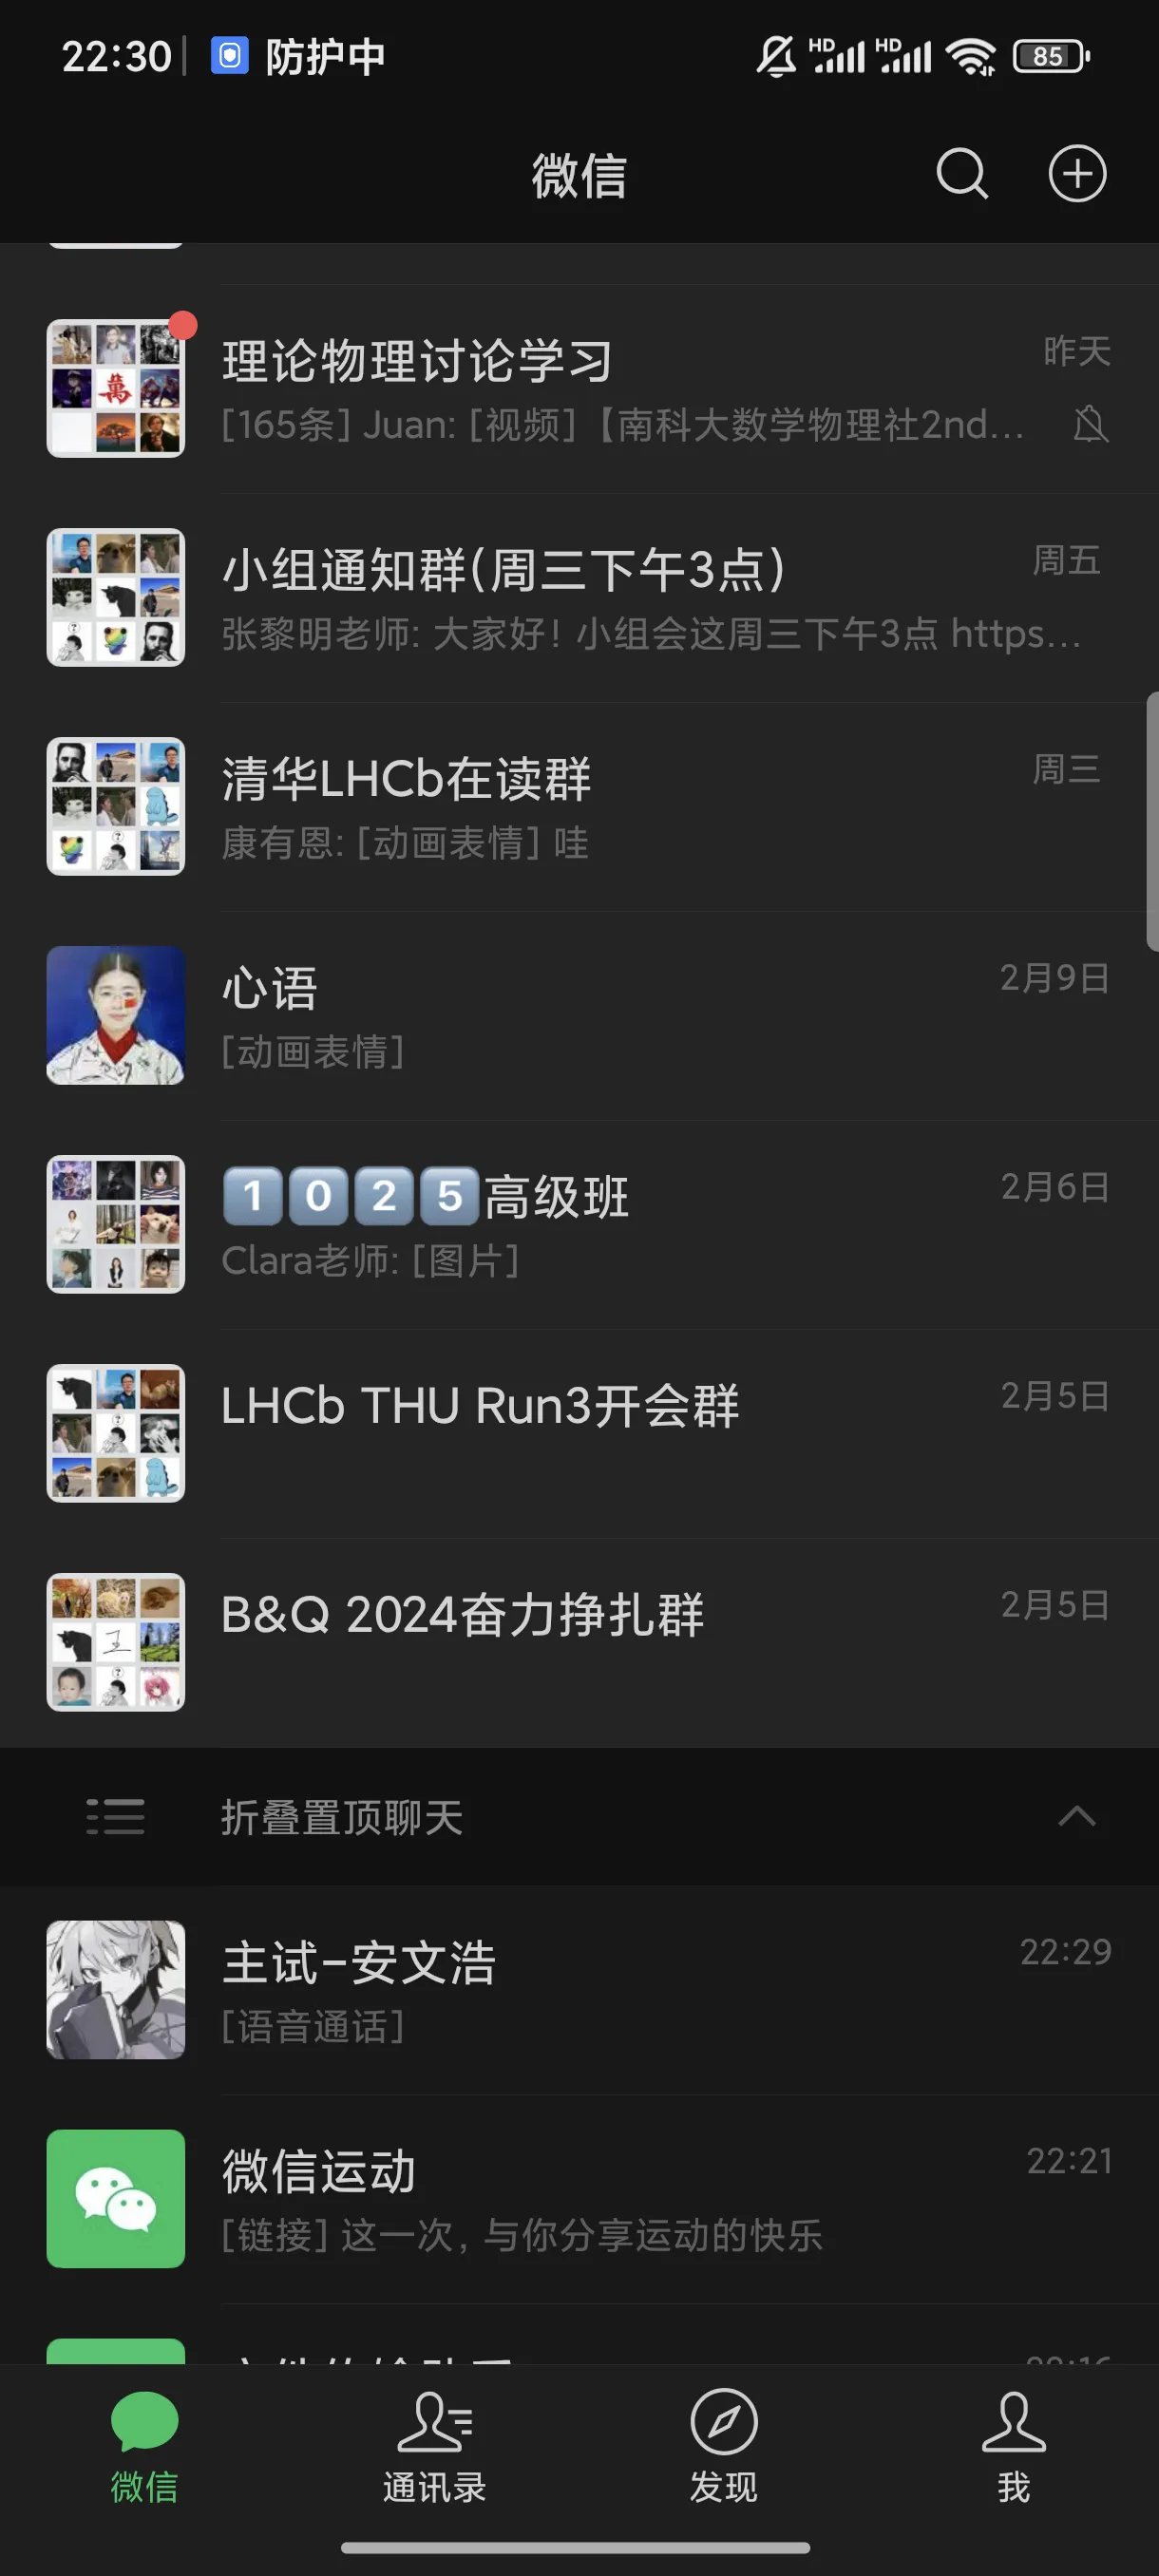 22:30
防护中
HD
HD
85
微信
理论物理讨论学习
昨天
[165条] Juan: [视频]【南科大数学物理社2nd...
小组通知群(周三下午3点)
周五
张黎明老师: 大家好! 小组会这周三下午3点 https...
清华LHCb在读群
周三
康有恩: [动画表情] 哇
心语
2月9日
[动画表情]
1025高级班
2月6日
Clara老师: [图片]
LHCb THU Run3开会群
2月5日
B&Q 2024奋力挣扎群
2月5日
折叠置顶聊天
主试-安文浩
22:29
[语音通话]
微信运动
22:21
[链接] 这一次, 与你分享运动的快乐
微信
通讯录
发现
我